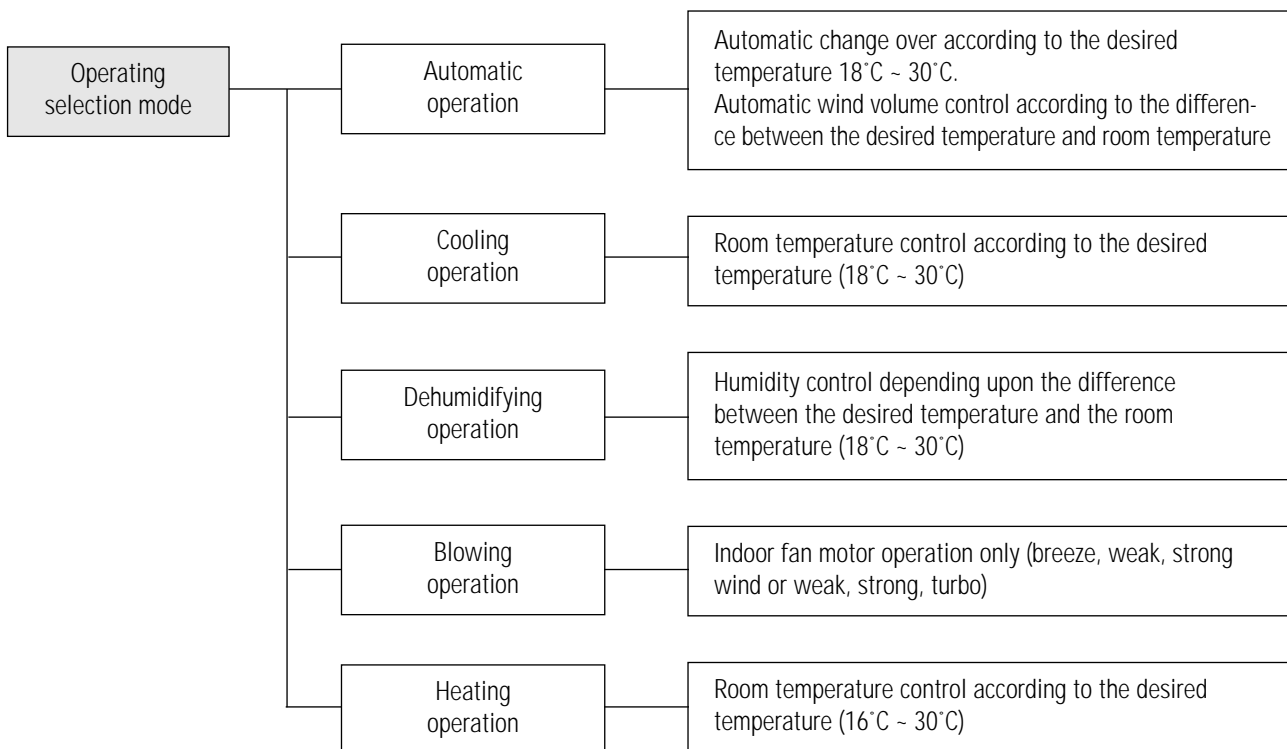 Operating
selection mode
Automatic
operation
Automatic change over according to the desired
temperature 18˚C ~ 30˚C.
Automatic wind volume control according to the differen-
ce between the desired temperature and room temperature
Cooling
operation
Room temperature control according to the desired
temperature (18˚C ~ 30˚C)
Dehumidifying
operation
Humidity control depending upon the difference
between the desired temperature and the room
temperature (18˚C ~ 30˚C)
Blowing
operation
Indoor fan motor operation only (breeze, weak, strong
wind or weak, strong, turbo)
Heating
operation
Room temperature control according to the desired
temperature (16˚C ~ 30˚C)